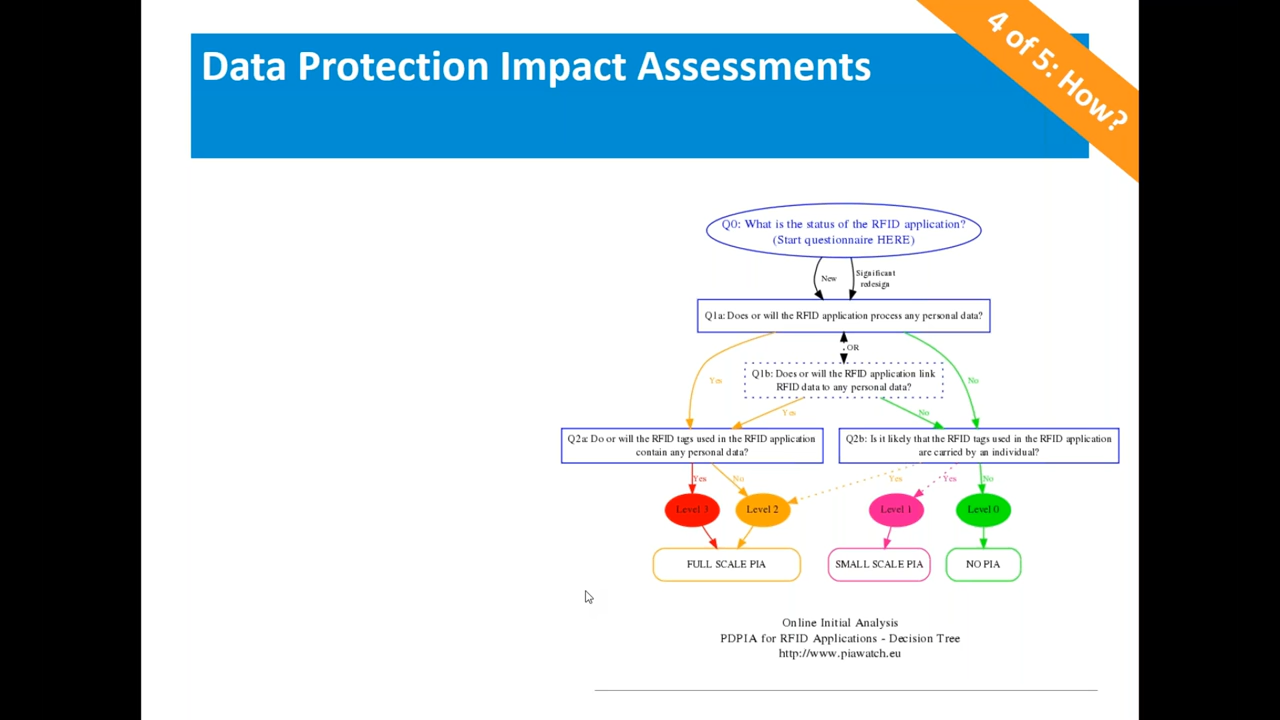 Data Protection Impact Assessments
4 of 5: How?
Q0: What is the status of the RFID application?
(Start questionnaire HERE)
New
Significant
redesign
Q1a: Does or will the RFID application process any personal data?
OR
Q1b: Does or will the RFID application link
RFID data to any personal data?
Yes
No
Yes
No
Q2a: Do or will the RFID tags used in the RFID application
contain any personal data?
Q2b: Is it likely that the RFID tags used in the RFID application
are carried by an individual?
Yes
No
Yes
Yes
No
Level 3
Level 2
Level 1
Level 0
FULL SCALE PIA
SMALL SCALE PIA
NO PIA
Online Initial Analysis
PDPIA for RFID Applications - Decision Tree
http://www.piawatch.eu